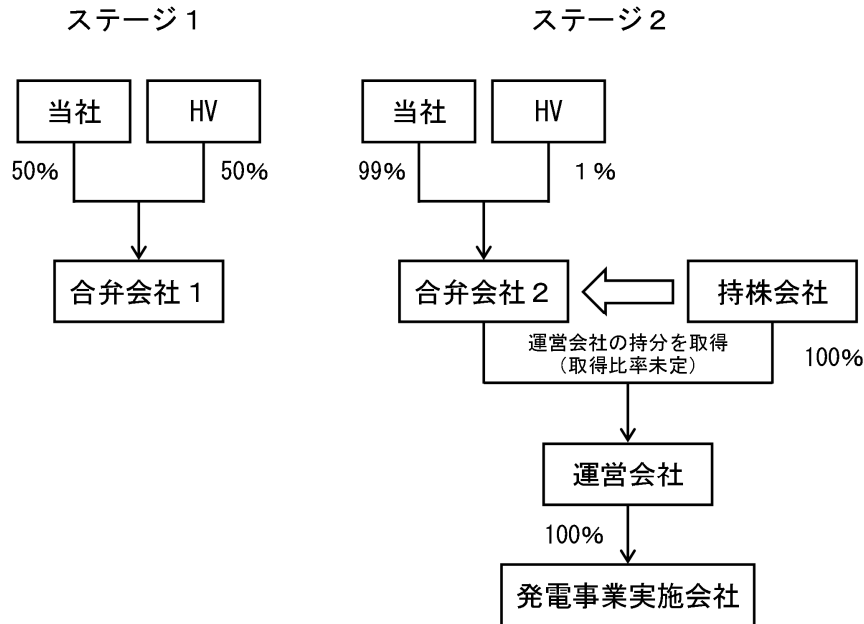 ステージ１
ステージ２
当社
HV
当社
HV
50%
50%
99%
１%
合弁会社１
合弁会社２
持株会社
運営会社の持分を取得
（取得比率未定）
100%
運営会社
100%
発電事業実施会社